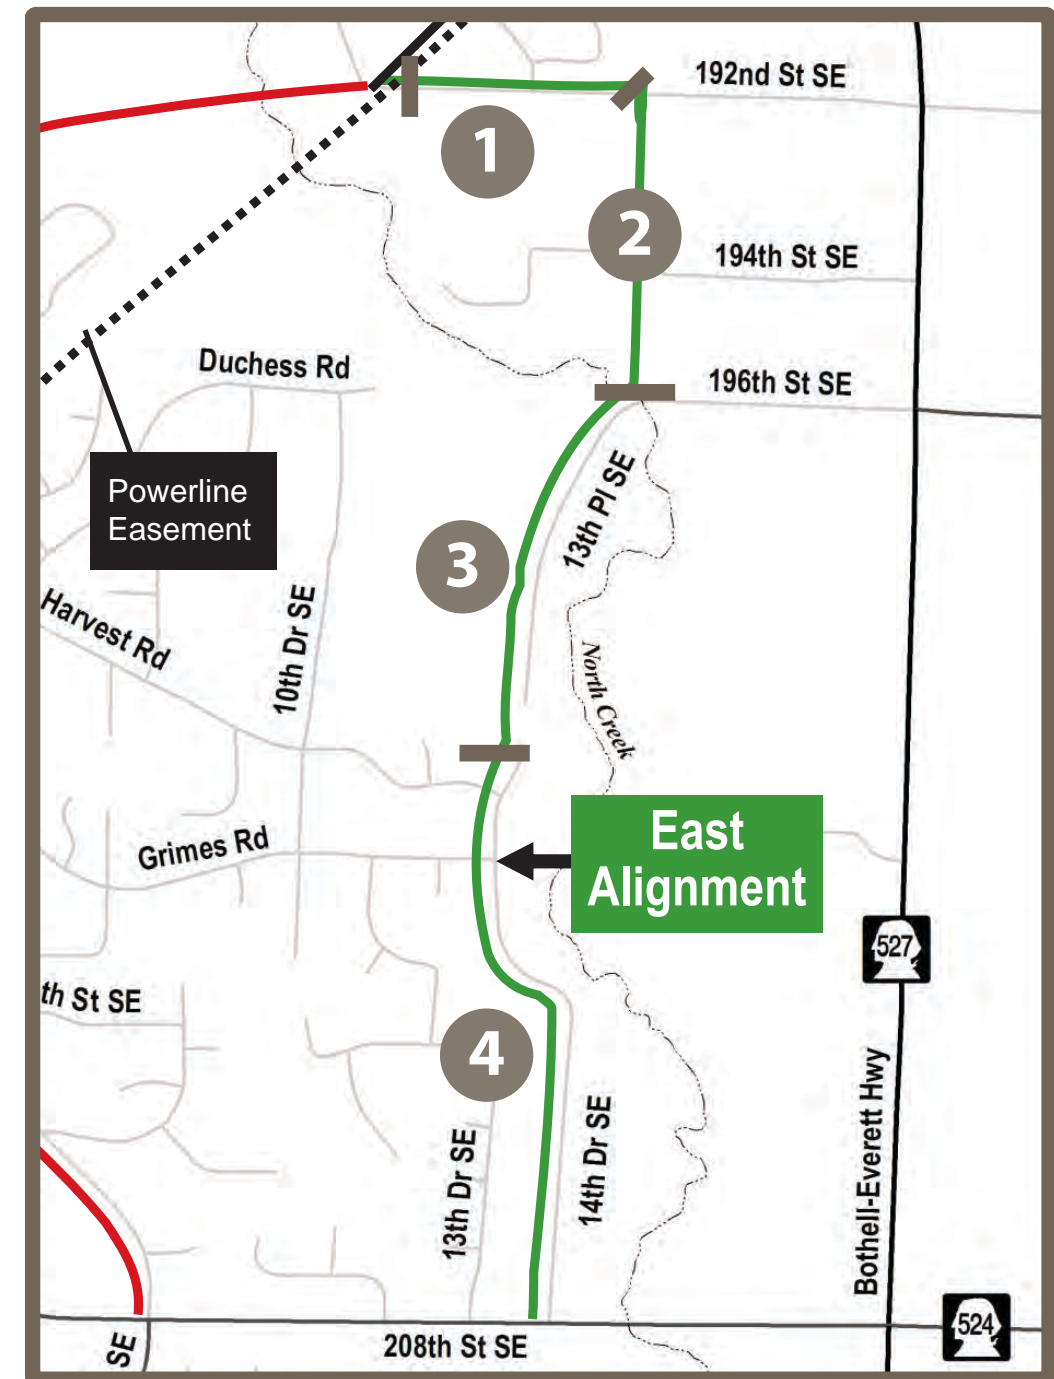 192nd St SE
1
2
194th St SE
Duchess Rd
196th St SE
Powerline
Easement
13th Pl SE
3
Harvest Rd
10th Dr SE
North Creek
East
Alignment
Grimes Rd
527
th St SE
4
13th Dr SE
14th Dr SE
Bothell-Everett Hwy
524
SE
208th St SE